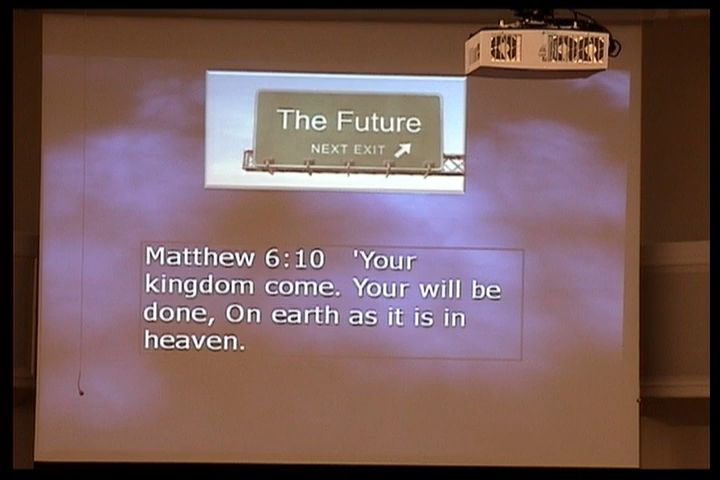 The Future
NEXT EXIT
Matthew 6:10 'Your
kingdom come. Your will be
done, On earth as it is in
heaven.